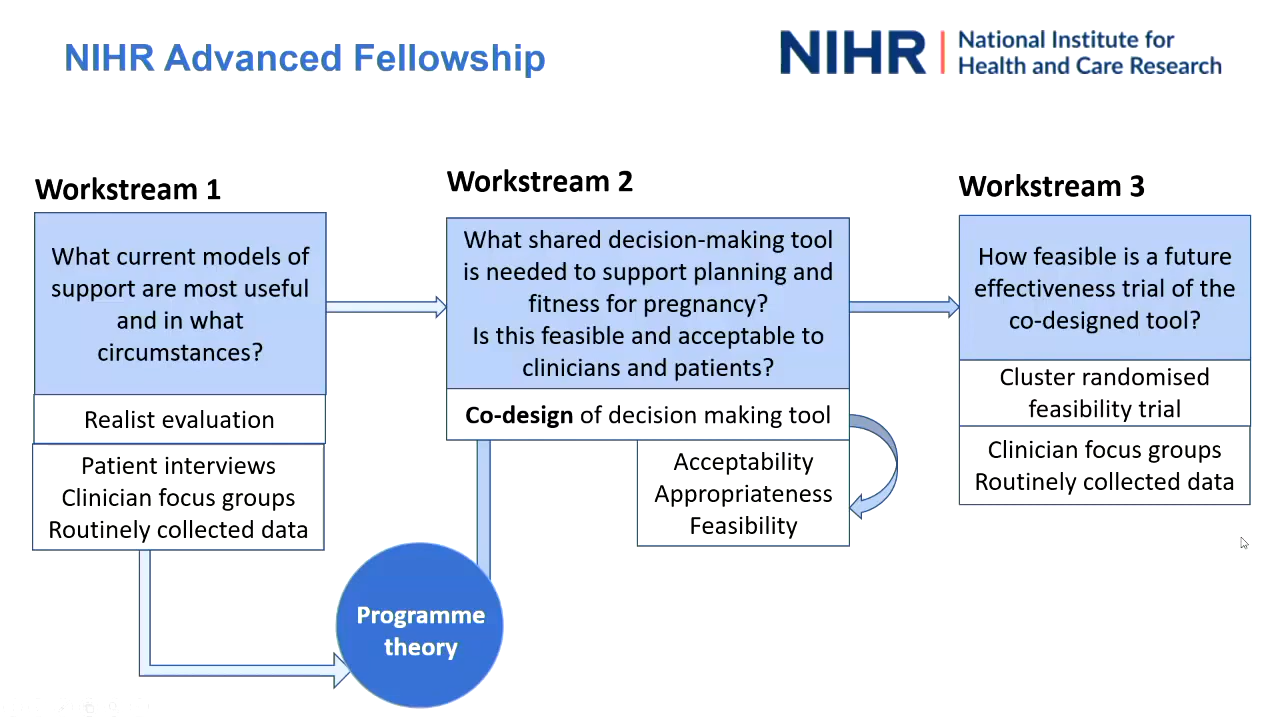 NIHR Advanced Fellowship
NIHR
National Institute for
Health and Care Research
Workstream 1
What current models of
support are most useful
and in what
circumstances?
Realist evaluation
Patient interviews
Clinician focus groups
Routinely collected data
Programme
theory
Workstream 2
What shared decision-making tool
is needed to support planning and
fitness for pregnancy?
Is this feasible and acceptable to
clinicians and patients?
Co-design of decision making tool
Acceptability
Appropriateness
Feasibility
Workstream 3
How feasible is a future
effectiveness trial of the
co-designed tool?
Cluster randomised
feasibility trial
Clinician focus groups
Routinely collected data